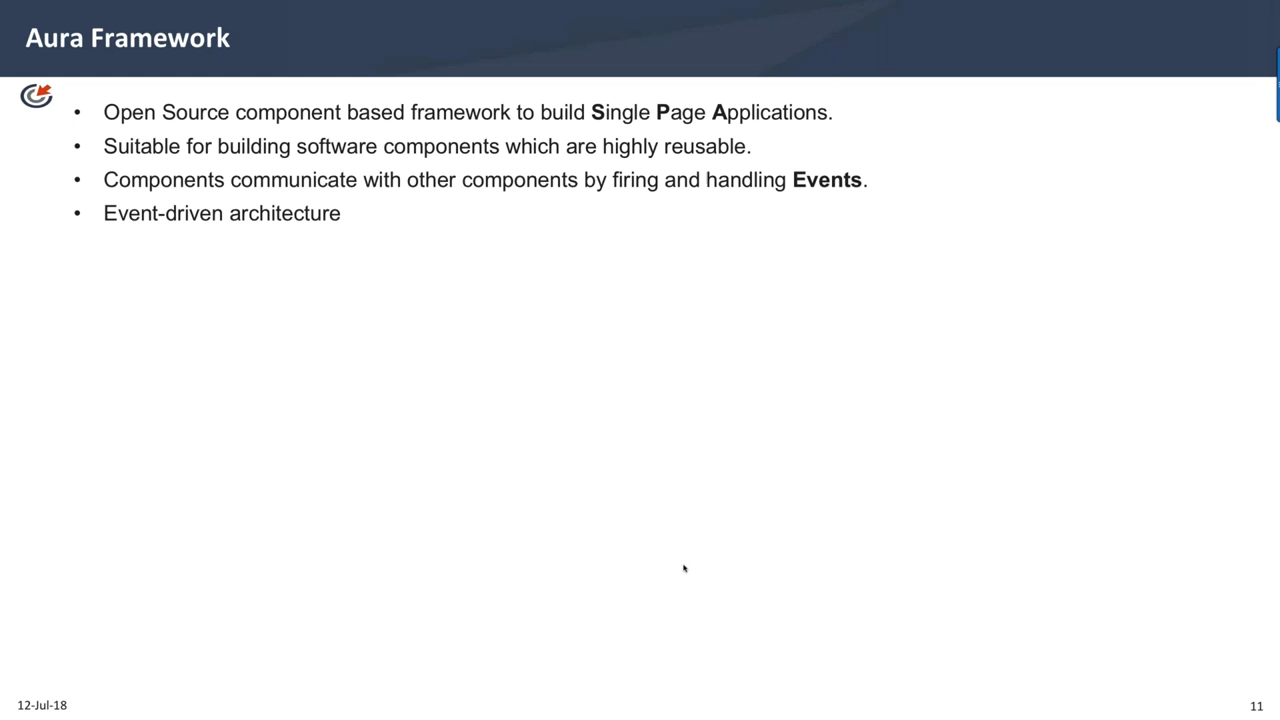 Aura Framework
• Open Source component based framework to build Single Page Applications.
• Suitable for building software components which are highly reusable.
• Components communicate with other components by firing and handling Events.
• Event-driven architecture
12-Jul-18
11